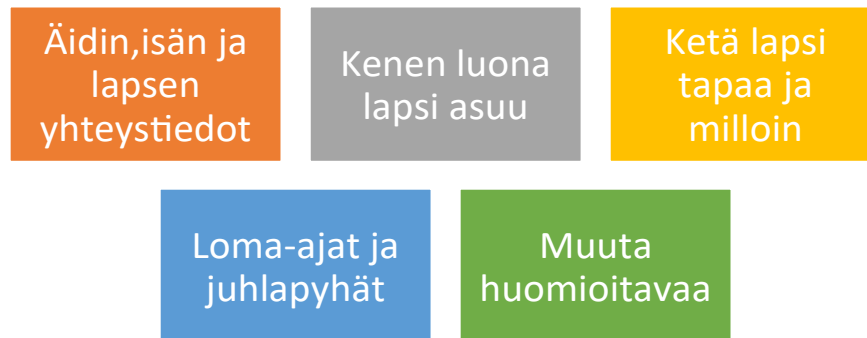 Äidin,isän ja
lapsen
yhteystiedot
Kenen luona
lapsi asuu
Ketä lapsi
tapaa ja
milloin
Loma-ajat ja
juhlapyhät
Muuta
huomioitavaa